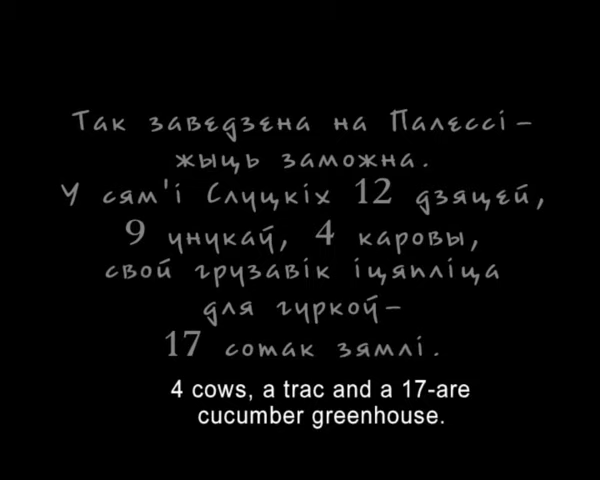 Так заведзена на Палессі –
жыць заможна.
У сям'і Слуцкіх 12 дзяцей,
9 унукаў, 4 каровы,
свой грузавік іцяпліца
для гуркоў –
17 сотак зямлі.
4 cows, a trac and a 17-are
cucumber greenhouse.